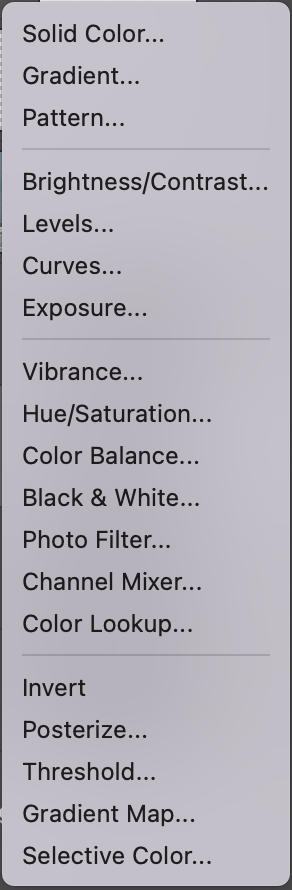 Solid Color...
Gradient...
Pattern...
Brightness/Contrast...
Levels...
Curves...
Exposure...
Vibrance...
Hue/Saturation...
Color Balance...
Black & White...
Photo Filter...
Channel Mixer...
Color Lookup...
Invert
Posterize...
Threshold...
Gradient Map...
Selective Color...